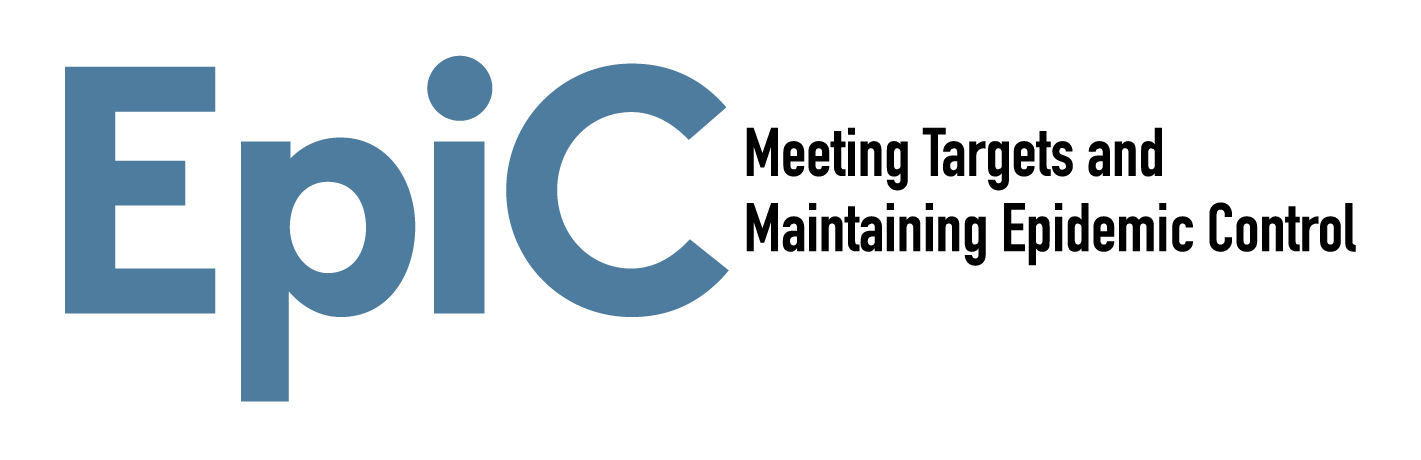 EpiC
Meeting Targets and
Maintaining Epidemic Control